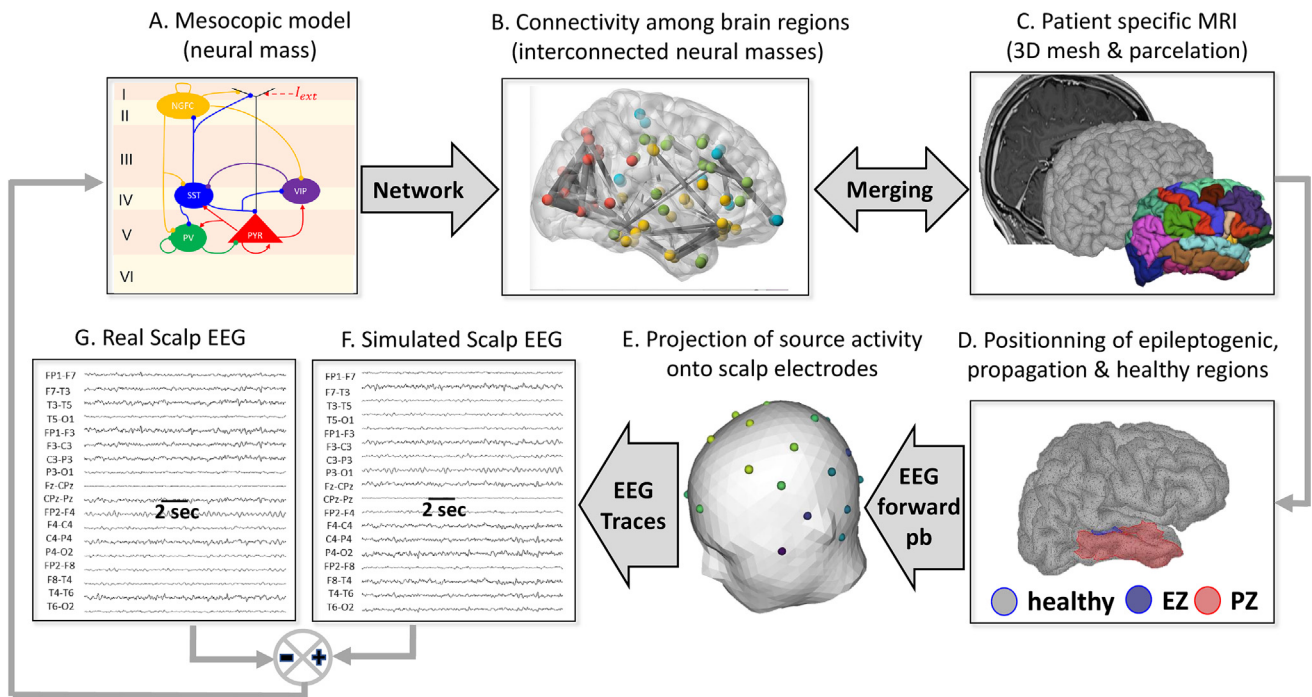 A. Mesocopic model
(neural mass)
B. Connectivity among brain regions
(interconnected neural masses)
C. Patient specific MRI
(3D mesh & parcelation)
I
II
III
IV
V
VI
NGFC
I_ext
SST
VIP
PV
PYR
Network
Merging
G. Real Scalp EEG
F. Simulated Scalp EEG
E. Projection of source activity
onto scalp electrodes
D. Positionning of epileptogenic,
propagation & healthy regions
FP1-F7
F7-T3
T3-T5
T5-O1
FP1-F3
F3-C3
C3-P3
P3-O1
Fz-CPz
CPz-Pz
FP2-F4
F4-C4
C4-P4
P4-O2
FP2-F8
F8-T4
T4-T6
T6-O2
2 sec
FP1-F7
F7-T3
T3-T5
T5-O1
FP1-F3
F3-C3
C3-P3
P3-O1
Fz-CPz
CPz-Pz
FP2-F4
F4-C4
C4-P4
P4-O2
FP2-F8
F8-T4
T4-T6
T6-O2
2 sec
EEG
Traces
EEG
forward
pb
healthy
EZ
PZ
-
+